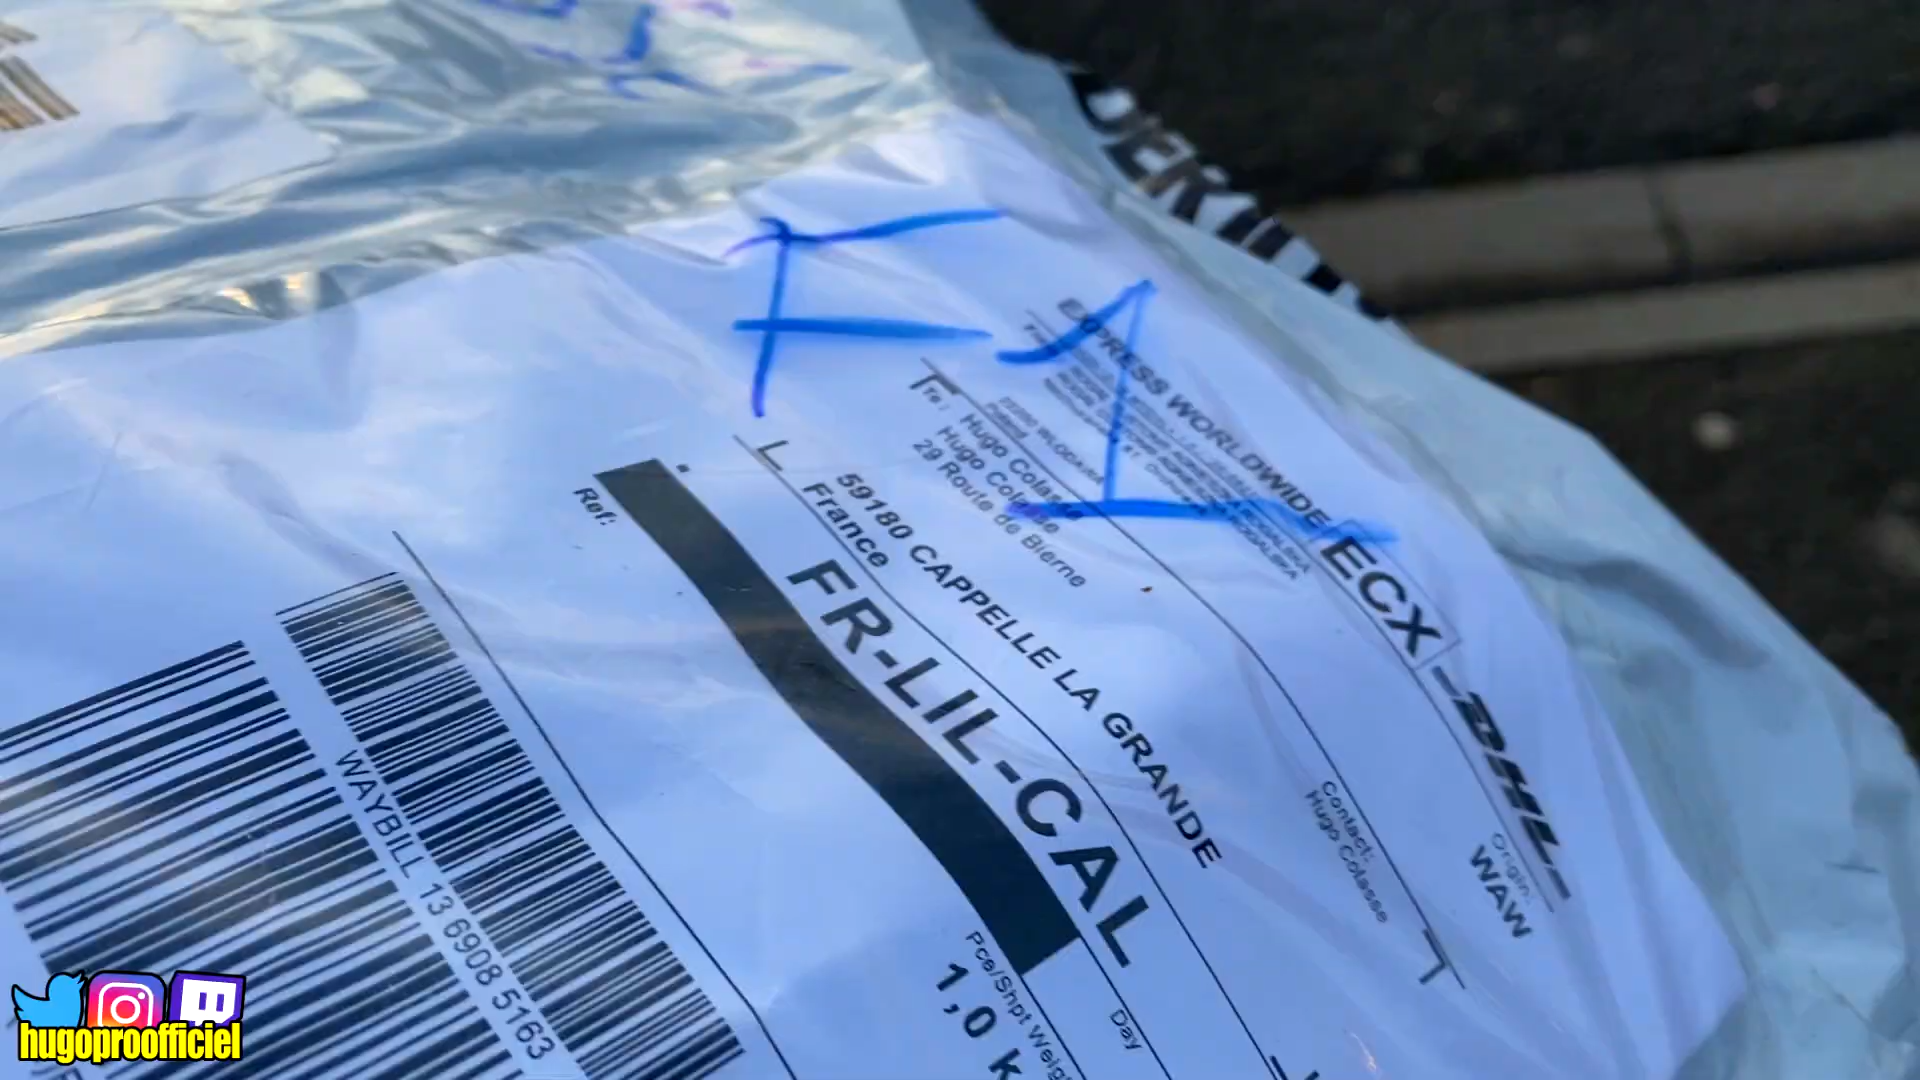 EXPRESS WORLDWIDE
ECX
DHL
Origin:
WAW
To:
Hugo Colasse
Hugo Colasse
29 Route de Bierne
Contact:
Hugo Colasse
59180 CAPPELLE LA GRANDE
France
FR-LIL-CAL
Day
Ref:
Pce/Shpt Weight
1,0 k
WAYBILL 13 6908 5163
hugoproofficiel